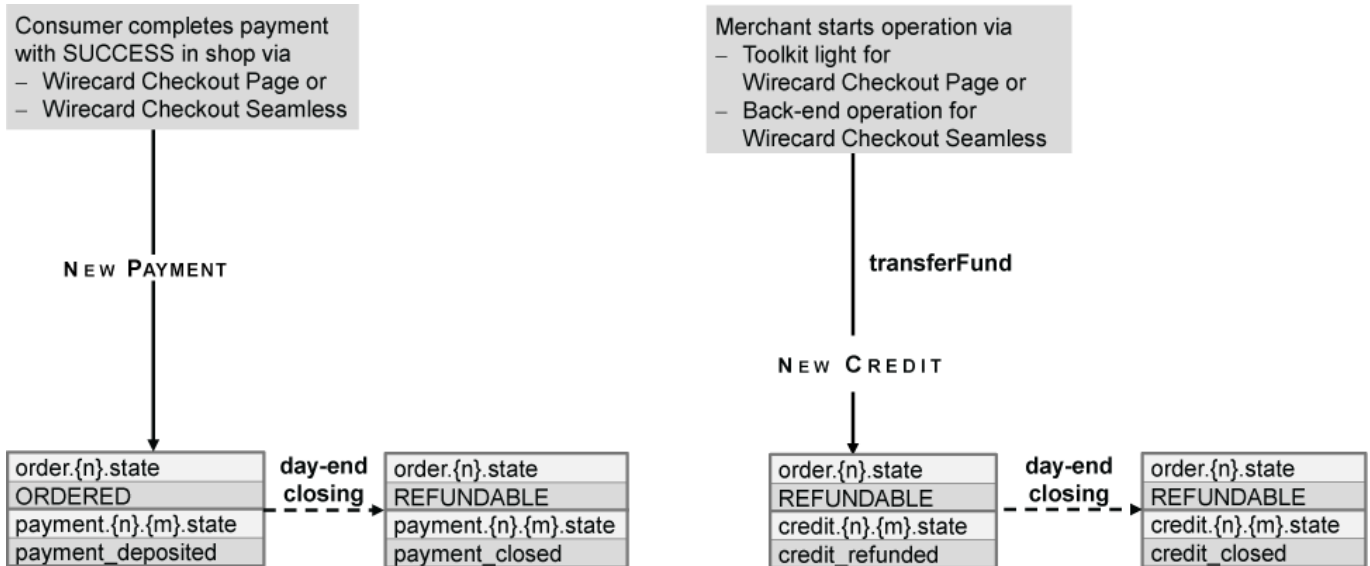 Consumer completes payment
with SUCCESS in shop via
– Wirecard Checkout Page or
– Wirecard Checkout Seamless
NEW PAYMENT
order.{n}.state
ORDERED
payment.{n}.{m}.state
payment_deposited
day-end
closing
order.{n}.state
REFUNDABLE
payment.{n}.{m}.state
payment_closed
Merchant starts operation via
– Toolkit light for
Wirecard Checkout Page or
– Back-end operation for
Wirecard Checkout Seamless
transferFund
NEW CREDIT
order.{n}.state
REFUNDABLE
credit.{n}.{m}.state
credit_refunded
day-end
closing
order.{n}.state
REFUNDABLE
credit.{n}.{m}.state
credit_closed